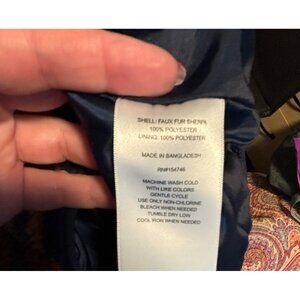 SHELL: FAUX FUR SHERPA
100% POLYESTER
LINING: 100% POLYESTER
MADE IN BANGLADESH
RN#154746
MACHINE WASH COLD
WITH LIKE COLORS
GENTLE CYCLE
USE ONLY NON-CHLORINE
BLEACH WHEN NEEDED
TUMBLE DRY LOW
COOL IRON WHEN NEEDED